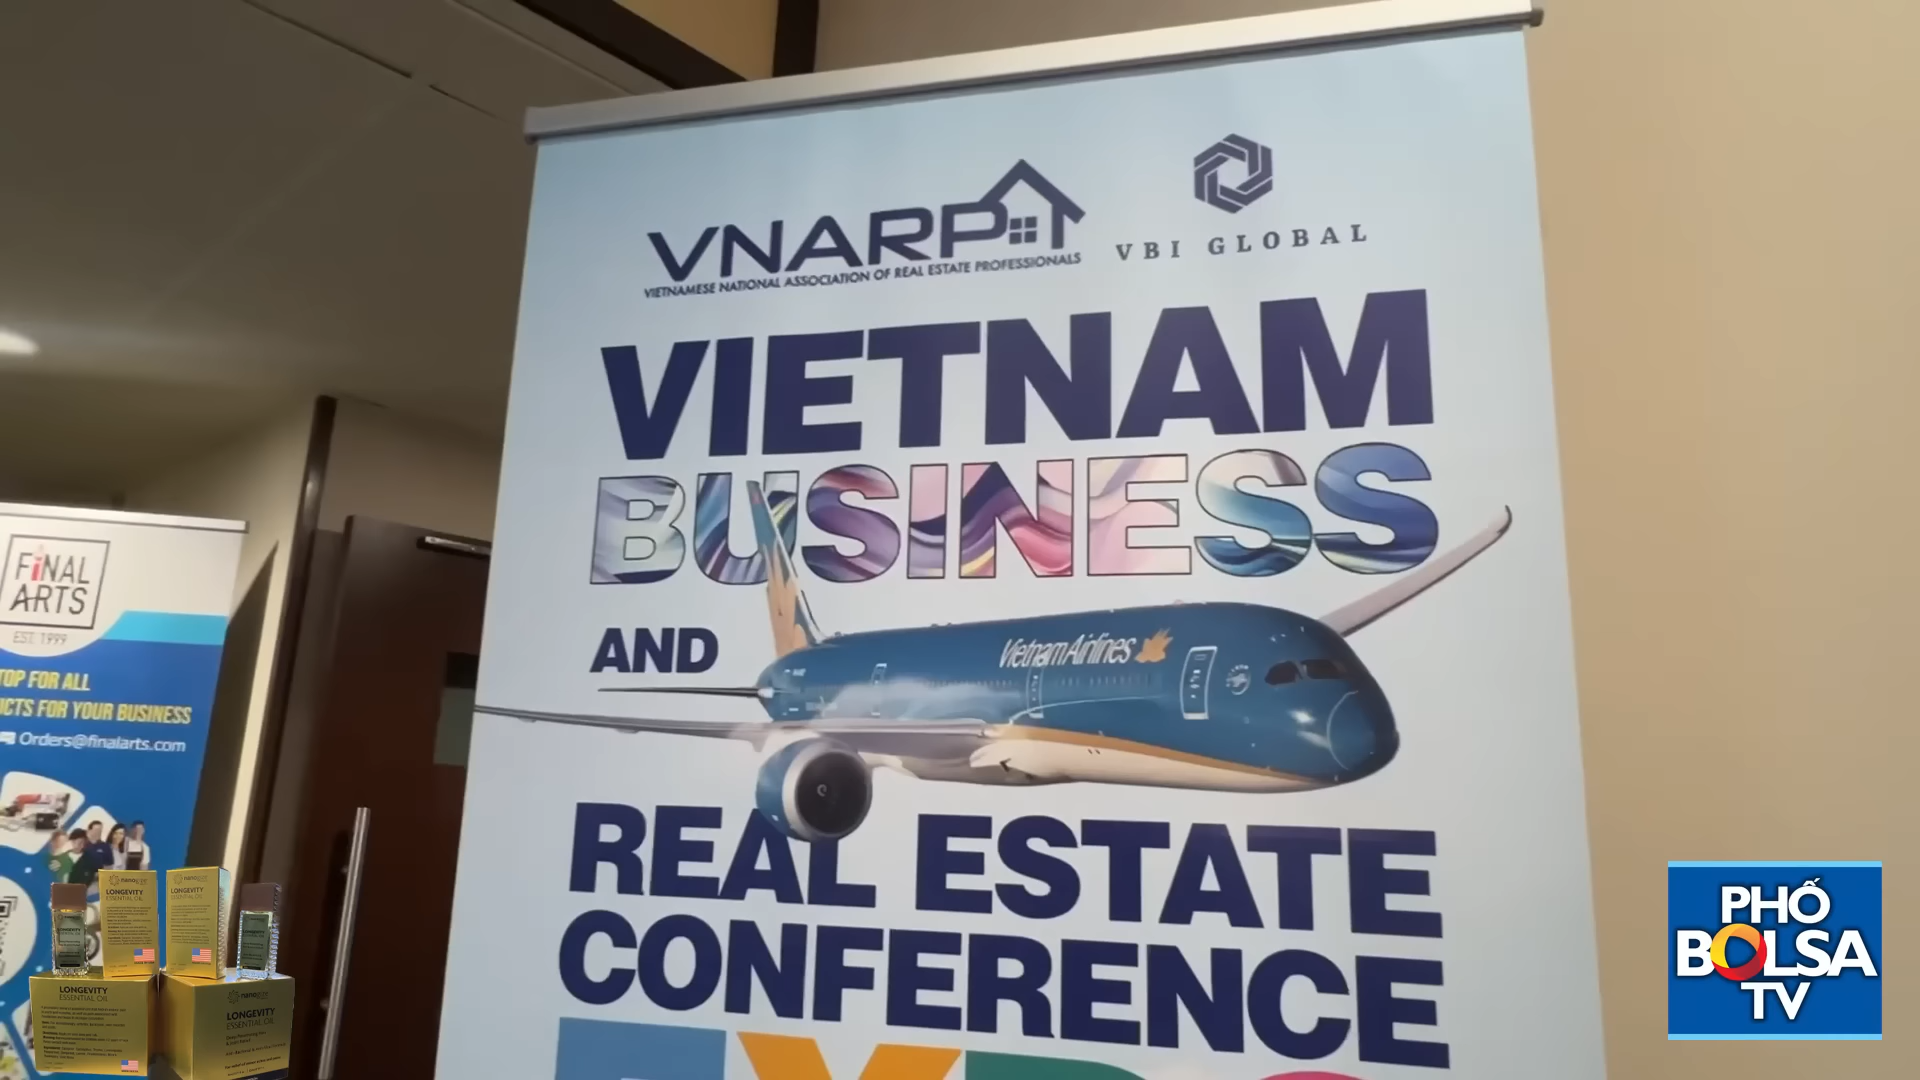 VNARP
VIETNAMESE NATIONAL ASSOCIATION OF REAL ESTATE PROFESSIONALS
VBI GLOBAL
VIETNAM
BUSINESS
AND
Vietnam Airlines
REAL ESTATE
CONFERENCE
FINAL
ARTS
EST. 1999
TOP FOR ALL
UCTS FOR YOUR BUSINESS
Orders@finalarts.com
LONGEVITY
ESSENTIAL OIL
LONGEVITY
ESSENTIAL OIL
LONGEVITY
LONGEVITY
ESSENTIAL OIL
LONGEVITY
ESSENTIAL OIL
PHỐ
BOLSA
TV